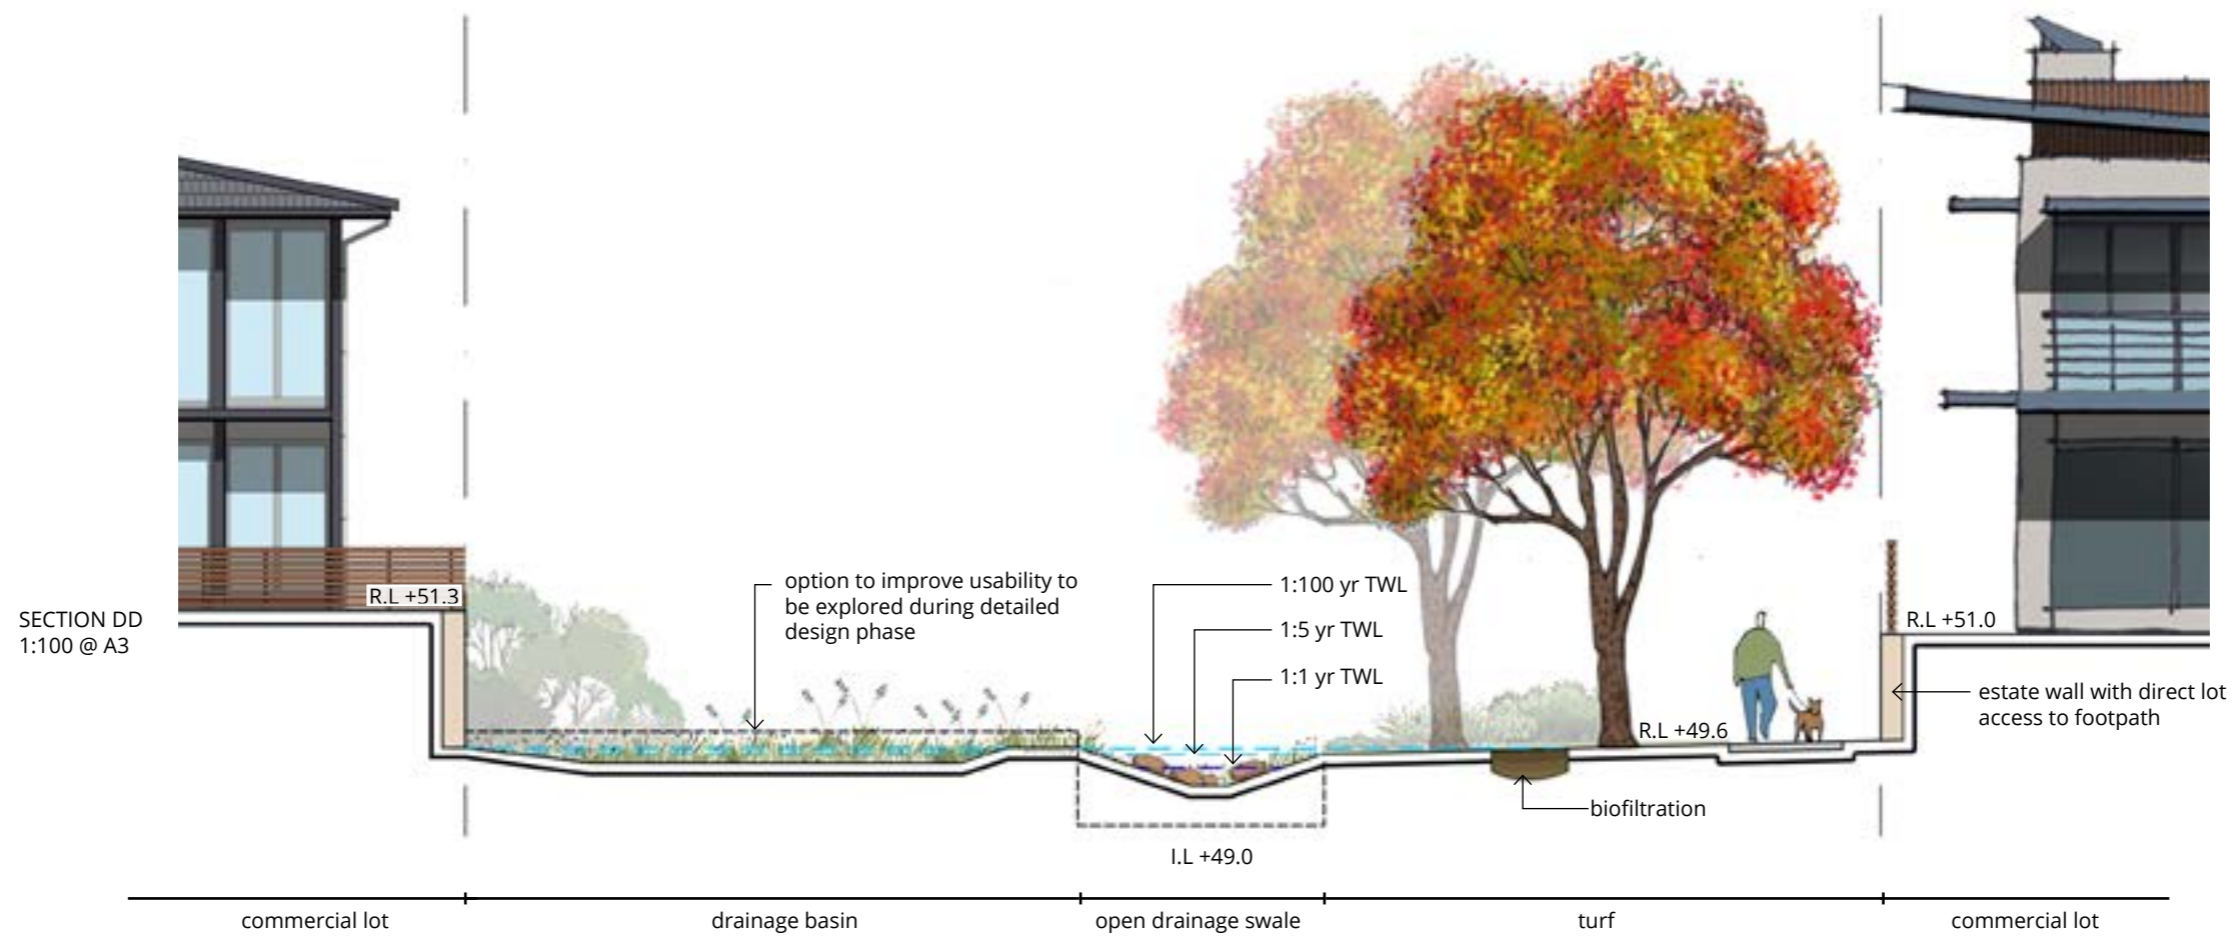 R.L +51.3
SECTION DD
1:100 @ A3
option to improve usability to
be explored during detailed
design phase
1:100 yr TWL
1:5 yr TWL
1:1 yr TWL
R.L +49.6
R.L +51.0
estate wall with direct lot
access to footpath
biofiltration
I.L +49.0
commercial lot
drainage basin
open drainage swale
turf
commercial lot